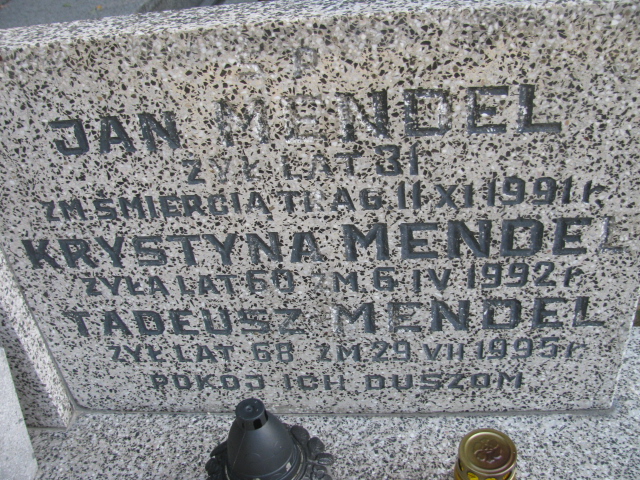 Ś P
JAN MENDEL
ŻYŁ LAT 31
ZM. ŚMIERCIĄ TRAG 11 XI 1991 r
KRYSTYNA MENDEL
ŻYŁA LAT 60 ZM 6 IV 1992 r
TADEUSZ MENDEL
ŻYŁ LAT 68 ZM 29 VII 1995 r
POKÓJ ICH DUSZOM